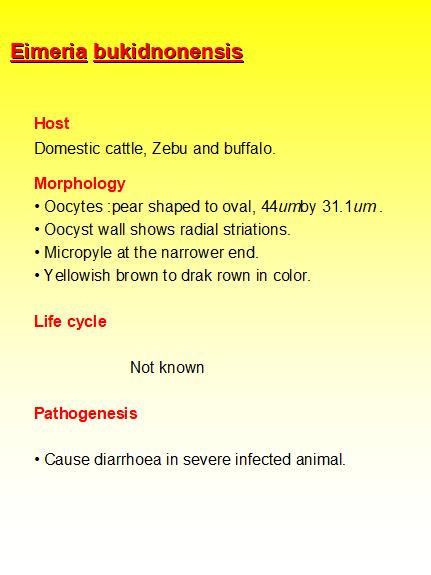 Eimeria bukidnonensis
Host
Domestic cattle, Zebu and buffalo.
Morphology
• Oocytes :pear shaped to oval, 44umby 31.1um .
• Oocyst wall shows radial striations.
• Micropyle at the narrower end.
• Yellowish brown to drak rown in color.
Life cycle
Not known
Pathogenesis
• Cause diarrhoea in severe infected animal.